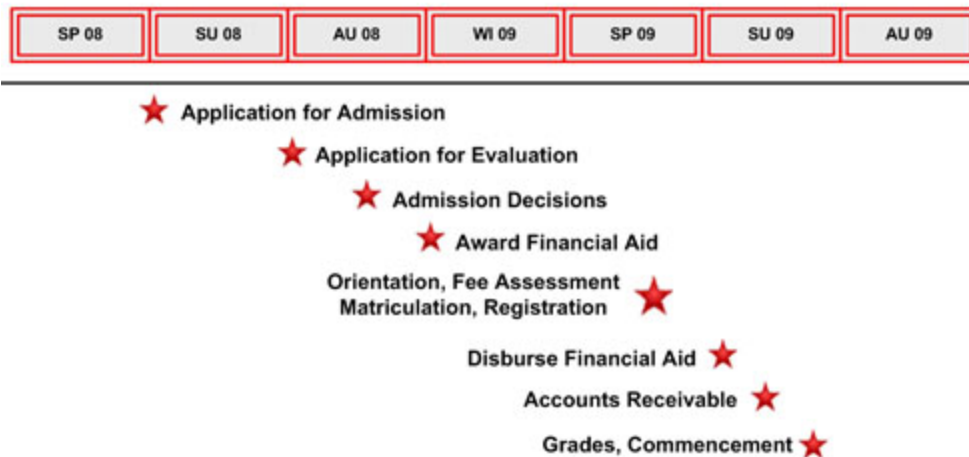 SP 08 SU 08 AU 08 WI 09 SP 09 SU 09 AU 09
Application for Admission
Application for Evaluation
Admission Decisions
Award Financial Aid
Orientation, Fee Assessment
Matriculation, Registration
Disburse Financial Aid
Accounts Receivable
Grades, Commencement